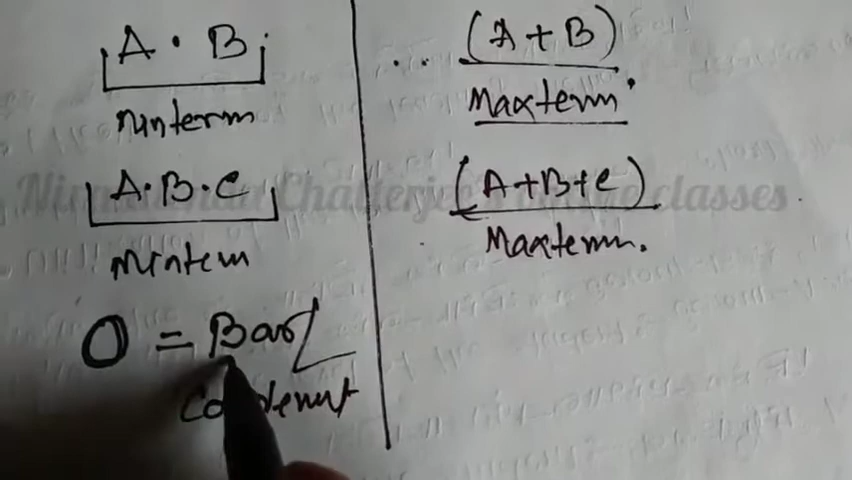 A · B
Minterm
A·B·C
Mintem
0 = Bar/
... (A+B)
Maxterm
(A+B+C)
Maxterm.